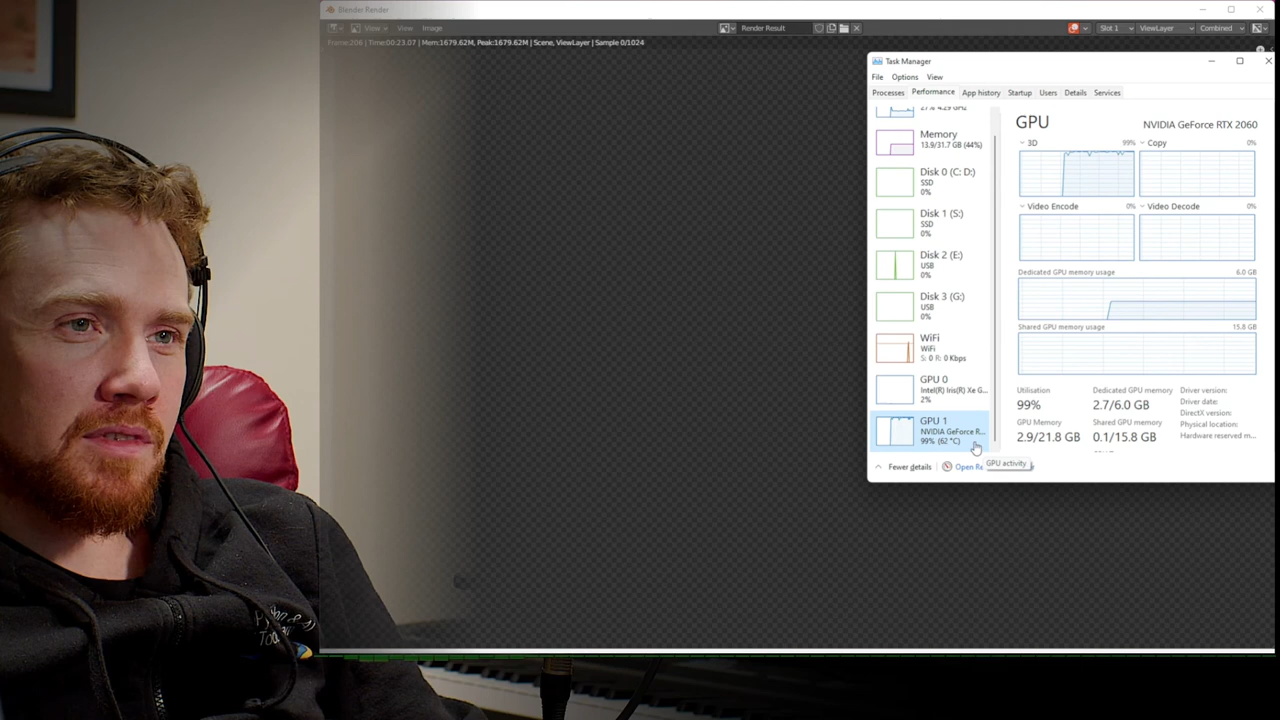 Blender Render
View View Image Render Result Slot 1 ViewLayer Combined
Frame:206 | Time:00:23.07 | Mem:1679.62M, Peak:1679.62M | Scene, ViewLayer | Sample 0/1024
Task Manager
File Options View
Processes Performance App history Startup Users Details Services
27% 4.29 GHz
Memory
13.9/31.7 GB (44%)
Disk 0 (C: D:)
SSD
0%
Disk 1 (S:)
SSD
0%
Disk 2 (E:)
USB
0%
Disk 3 (G:)
USB
0%
WiFi
WiFi
S: 0 R: 0 Kbps
GPU 0
Intel(R) Iris(R) Xe G...
2%
GPU 1
NVIDIA GeForce R...
99% (62 °C)
GPU NVIDIA GeForce RTX 2060
3D 99% Copy 0%
Video Encode 0% Video Decode 0%
Dedicated GPU memory usage 6.0 GB
Shared GPU memory usage 15.8 GB
Utilisation
99%
Dedicated GPU memory
2.7/6.0 GB
GPU Memory
2.9/21.8 GB
Shared GPU memory
0.1/15.8 GB
Driver version:
Driver date:
DirectX version:
Physical location:
Hardware reserved m...
Fewer details Open Re
GPU activity